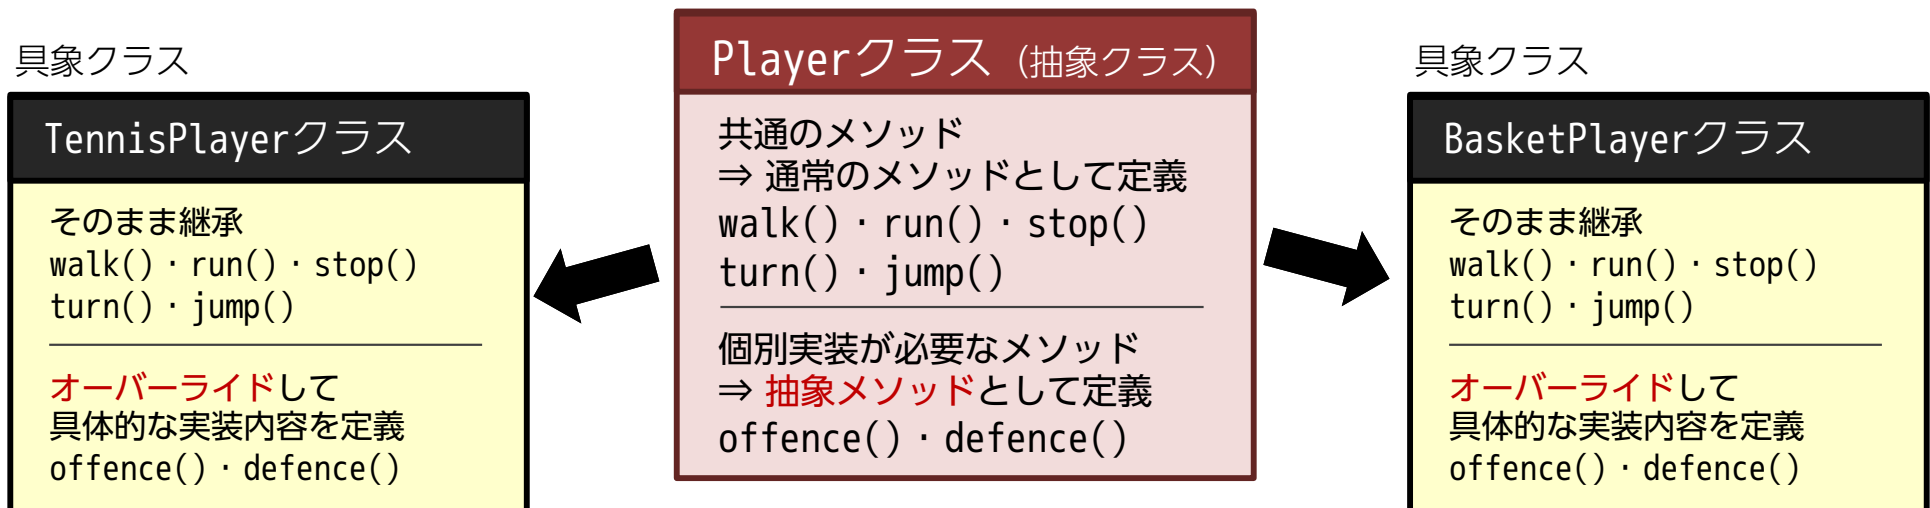 具象クラス
TennisPlayerクラス
そのまま継承
walk()・run()・stop()
turn()・jump()
オーバーライドして
具体的な実装内容を定義
offence()・defence()
Playerクラス（抽象クラス）
共通のメソッド
⇒ 通常のメソッドとして定義
walk()・run()・stop()
turn()・jump()
個別実装が必要なメソッド
⇒ 抽象メソッドとして定義
offence()・defence()
具象クラス
BasketPlayerクラス
そのまま継承
walk()・run()・stop()
turn()・jump()
オーバーライドして
具体的な実装内容を定義
offence()・defence()